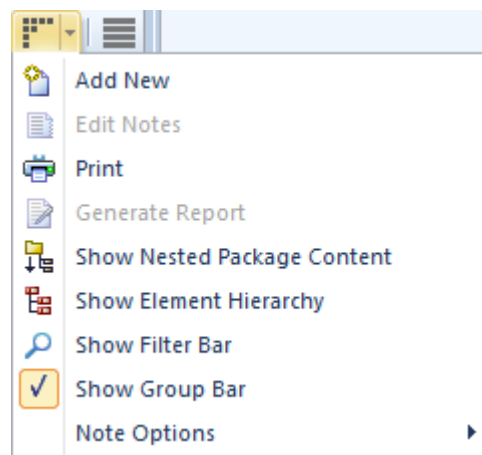 Add New
Edit Notes
Print
Generate Report
Show Nested Package Content
Show Element Hierarchy
Show Filter Bar
Show Group Bar
Note Options